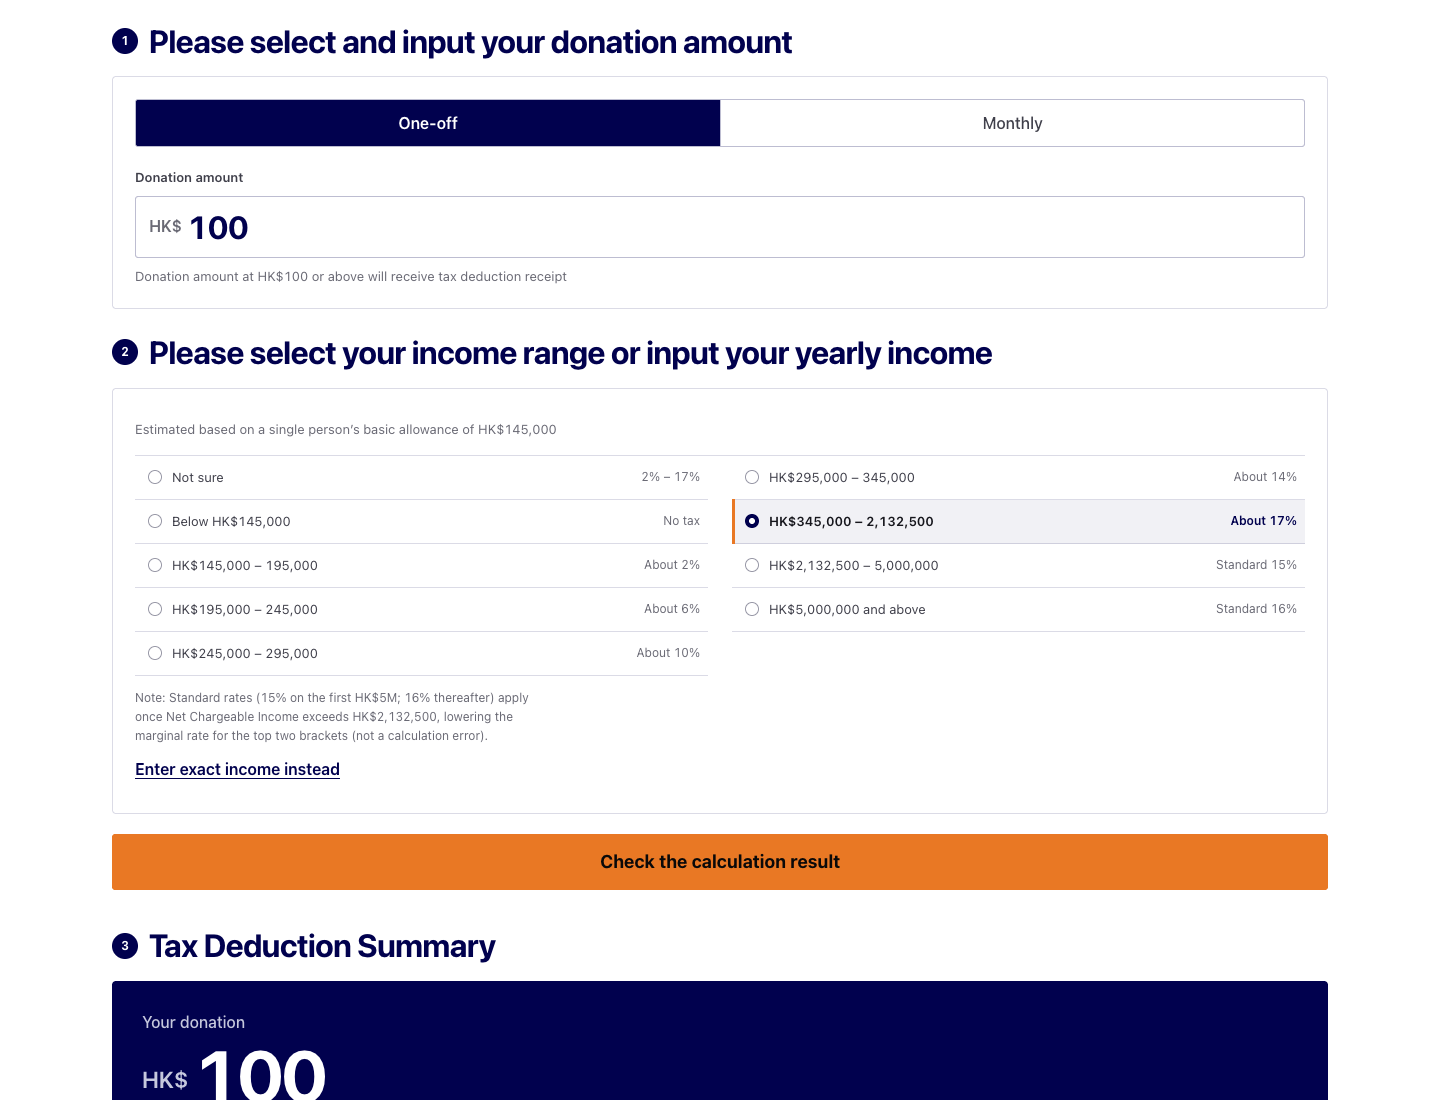 1 Please select and input your donation amount
One-off
Monthly
Donation amount
HK$ 100
Donation amount at HK$100 or above will receive tax deduction receipt
2 Please select your income range or input your yearly income
Estimated based on a single person’s basic allowance of HK$145,000
Not sure 2% – 17%
Below HK$145,000 No tax
HK$145,000 – 195,000 About 2%
HK$195,000 – 245,000 About 6%
HK$245,000 – 295,000 About 10%
HK$295,000 – 345,000 About 14%
HK$345,000 – 2,132,500 About 17%
HK$2,132,500 – 5,000,000 Standard 15%
HK$5,000,000 and above Standard 16%
Note: Standard rates (15% on the first HK$5M; 16% thereafter) apply
once Net Chargeable Income exceeds HK$2,132,500, lowering the
marginal rate for the top two brackets (not a calculation error).
Enter exact income instead
Check the calculation result
3 Tax Deduction Summary
Your donation
HK$ 100